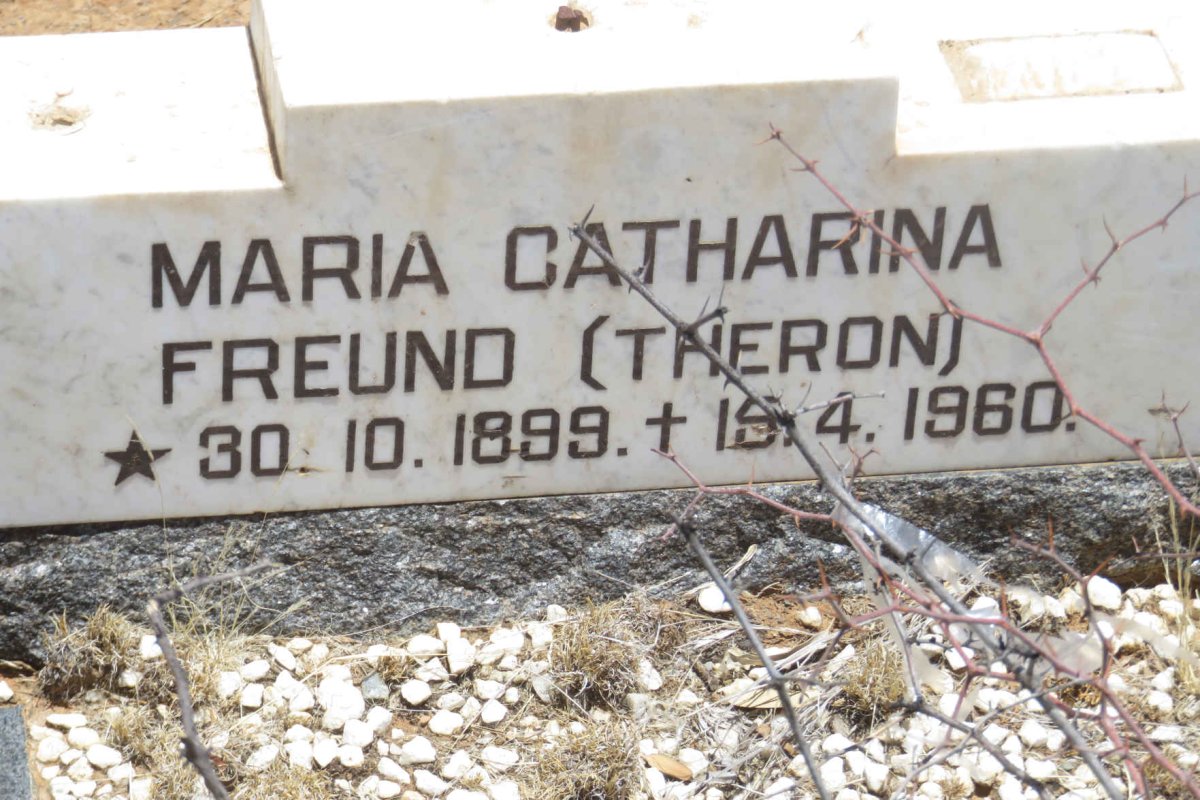 MARIA CATHARINA
FREUND (THERON)
★ 30. 10. 1899. † 4. 1960.